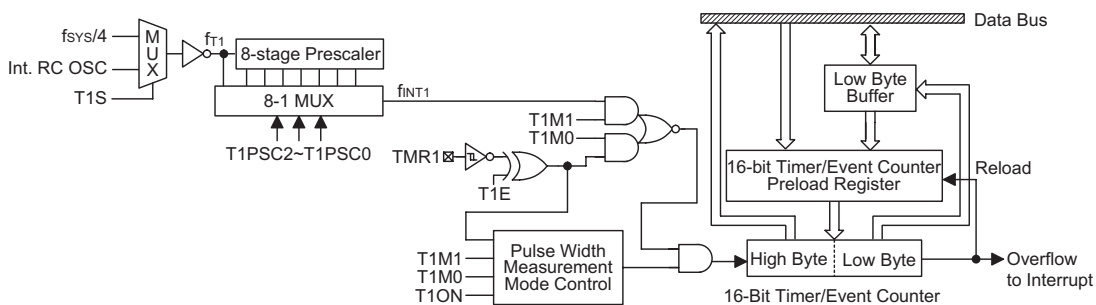 Data Bus
fSYS/4
MUX
fT1
8-stage Prescaler
Int. RC OSC
T1S
8-1 MUX
fINT1
T1PSC2~T1PSC0
T1M1
T1M0
TMR1
T1E
Low Byte
Buffer
16-bit Timer/Event Counter
Preload Register
Reload
T1M1
T1M0
T1ON
Pulse Width
Measurement
Mode Control
High Byte
Low Byte
Overflow
to Interrupt
16-Bit Timer/Event Counter